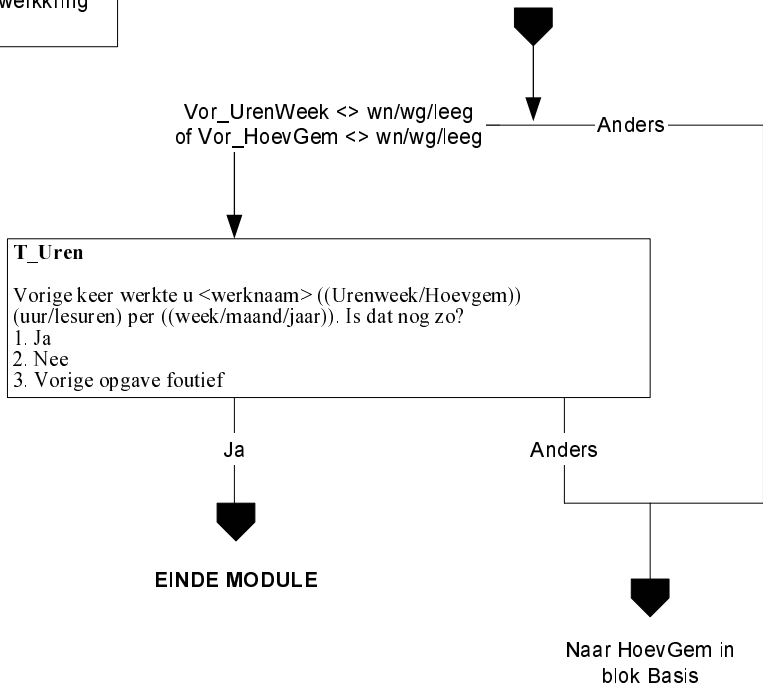 Vor_UrenWeek <> wn/wg/leeg
of Vor_HoevGem <> wn/wg/leeg
Anders
T_Uren
Vorige keer werkte u <werknaam> ((Urenweek/Hoevgem))
(uur/lesuren) per ((week/maand/jaar)). Is dat nog zo?
1. Ja
2. Nee
3. Vorige opgave foutief
Ja
Anders
EINDE MODULE
Naar HoevGem in
blok Basis